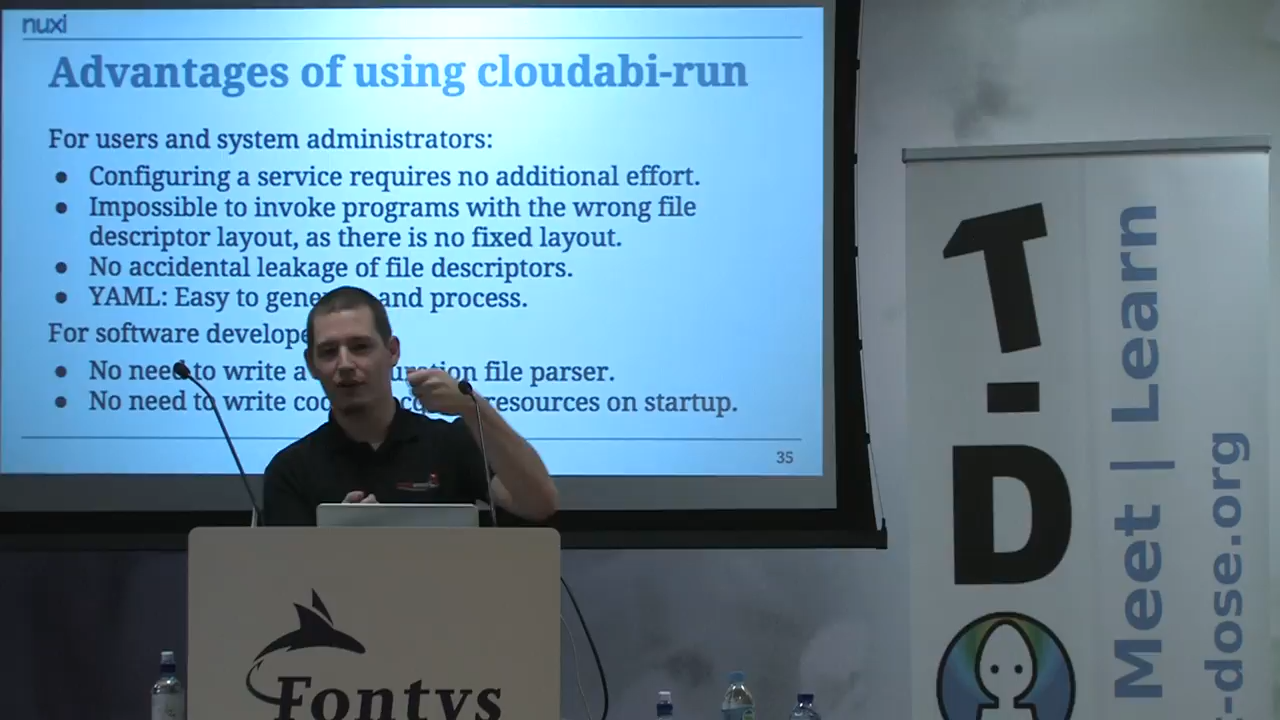 nuxi
Advantages of using cloudabi-run
For users and system administrators:
● Configuring a service requires no additional effort.
● Impossible to invoke programs with the wrong file
descriptor layout, as there is no fixed layout.
● No accidental leakage of file descriptors.
● YAML: Easy to and process.
For software
● No need to write a file parser.
● No need to write resources on startup.
35
Fontys
T-DO
Meet | Learn
-dose.org